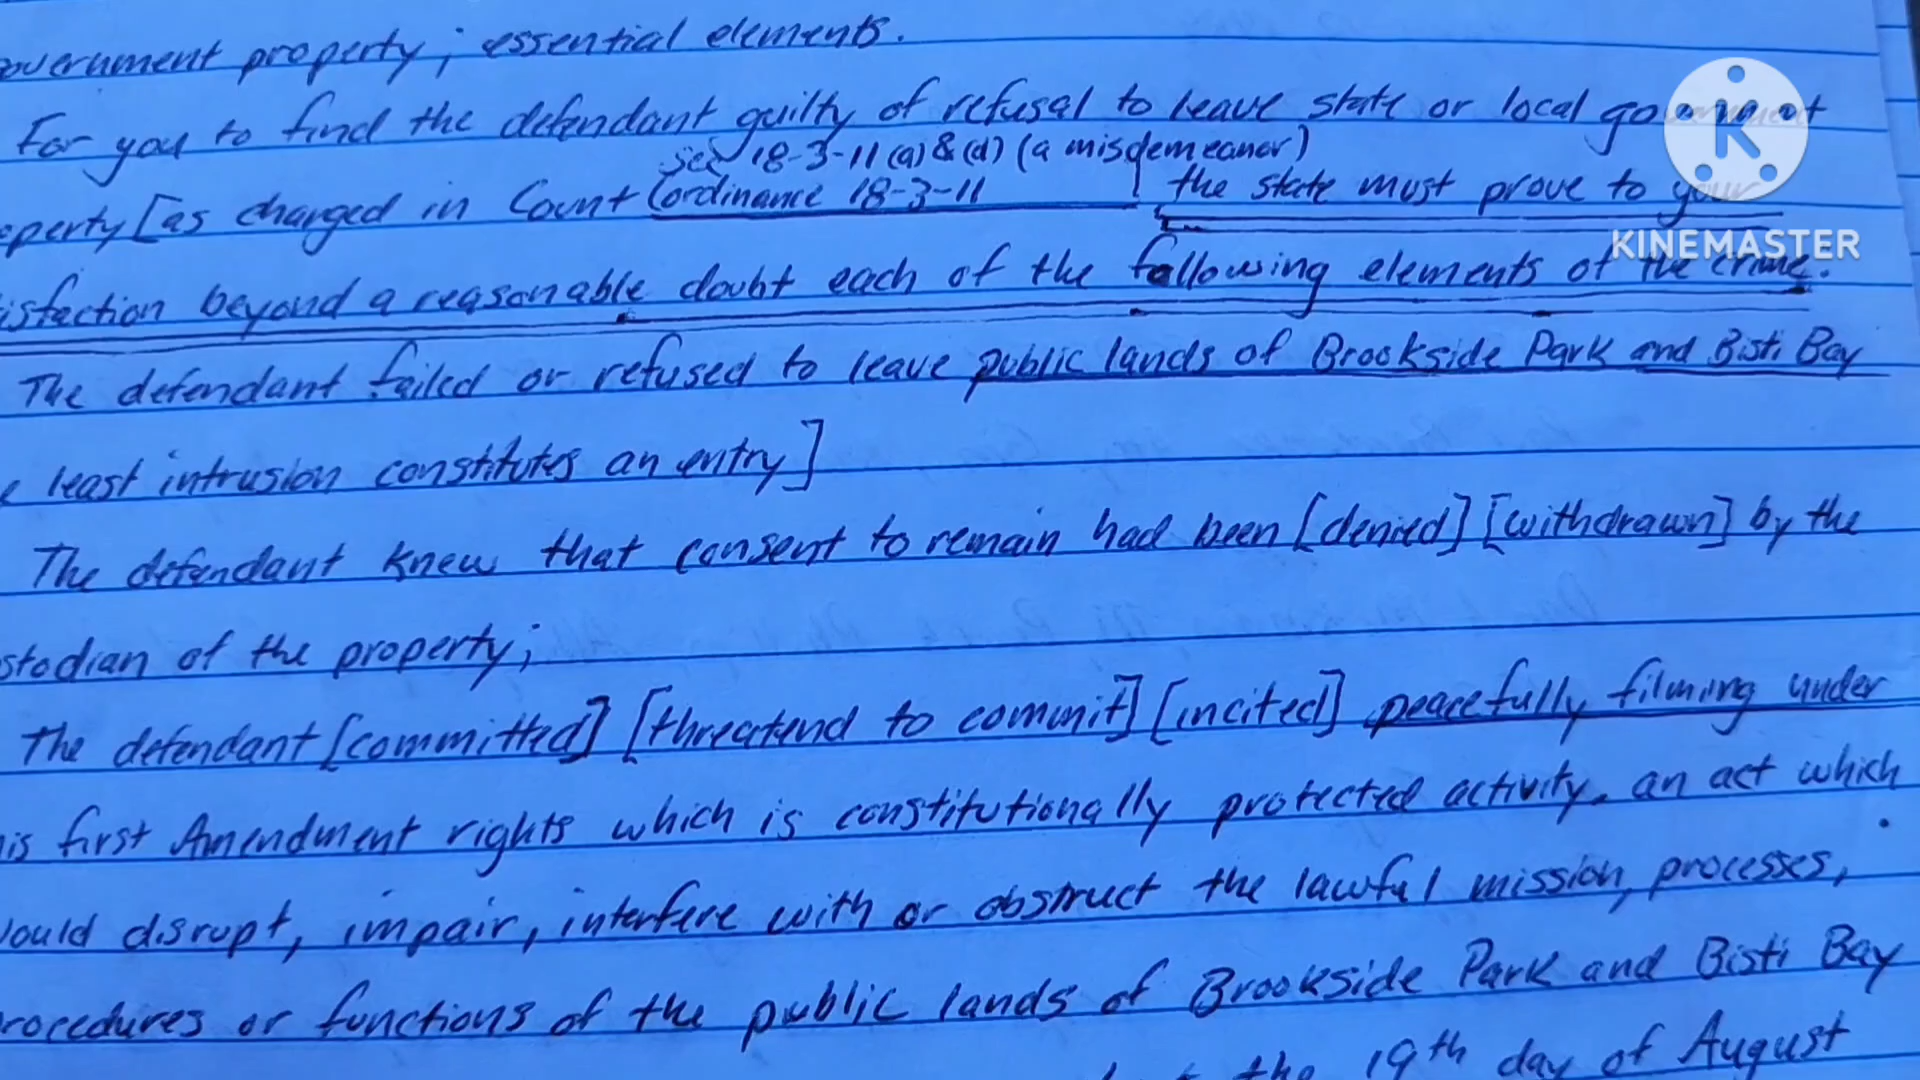 overnment property; essential elements.
For you to find the defendant guilty of refusal to leave state or local go
see 18-3-11 (a) & (d) (a misdemeanor)
operty [as charged in Count (ordinance 18-3-11 ] the state must prove to your
isfaction beyond a reasonable doubt each of the following elements of the crime.
The defendant failed or refused to leave public lands of Brookside Park and Bisti Bay
e least intrusion constitutes an entry]
The defendant knew that consent to remain had been [denied] [withdrawn] by the
stodian of the property;
The defendant [committed] [threatend to commit] [incited] peacefully filming under
is first Amendment rights which is constitutionally protected activity. an act which
ould disrupt, impair, interfere with or obstruct the lawful mission, processes,
rocedures or functions of the public lands of Brookside Park and Bisti Bay
the 19th day of August
K
KINEMASTER